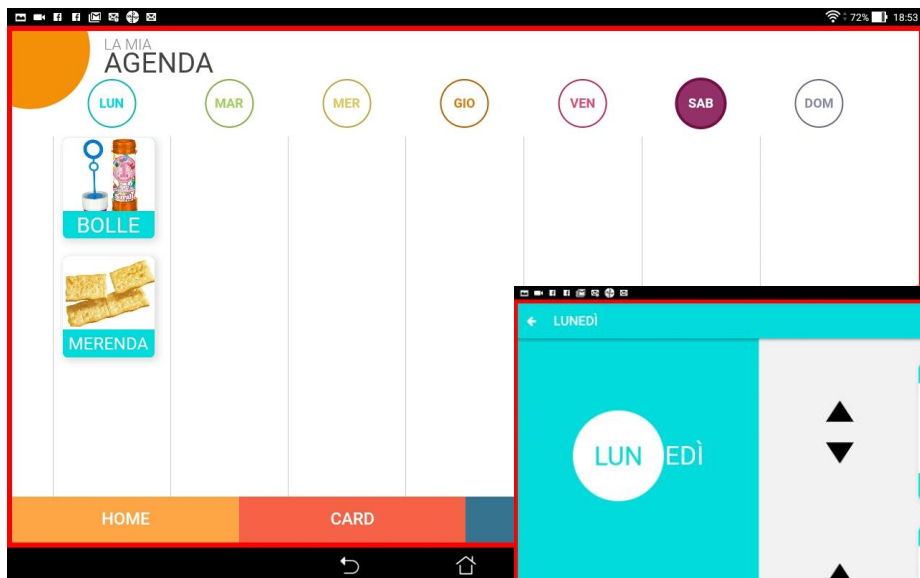 72% 18:53
LA MIA
AGENDA
LUN MAR MER GIO VEN SAB DOM
BOLLE
MERENDA
HOME CARD
LUNEDÌ
LUN EDÌ